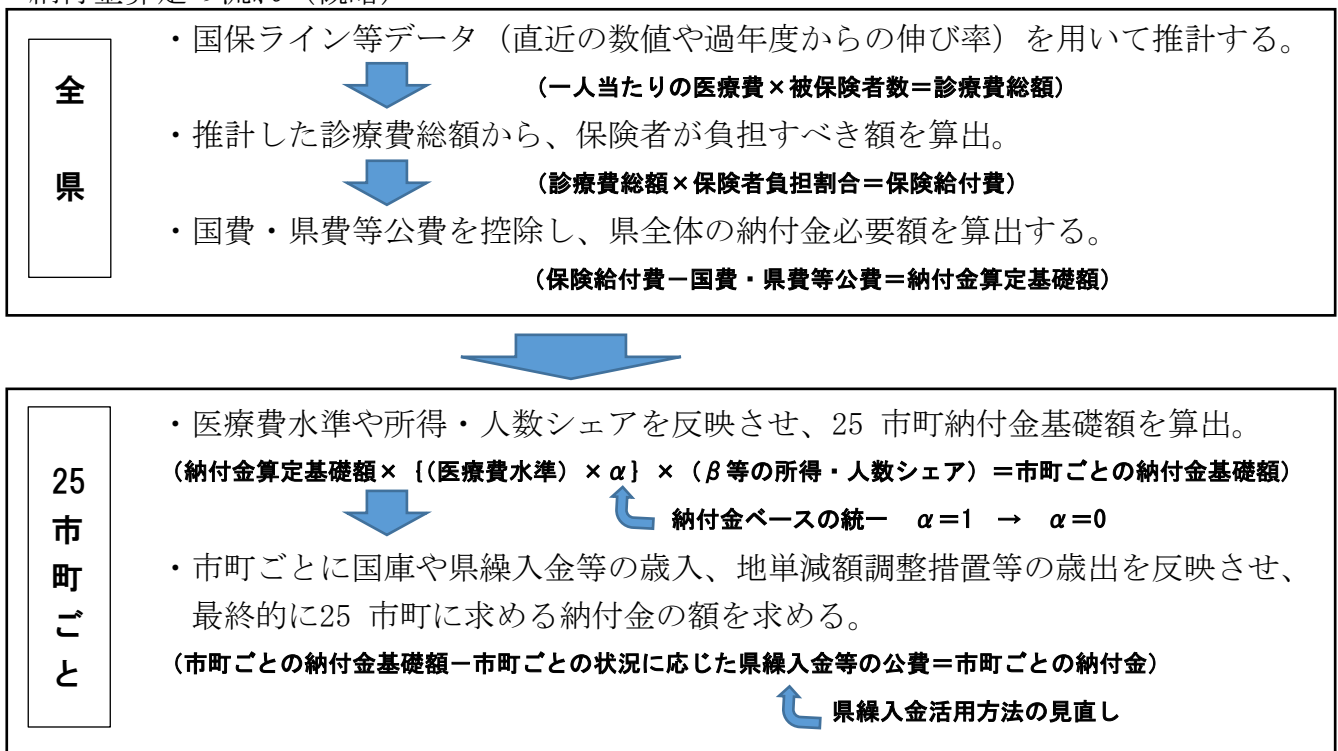 ・国保ライン等データ（直近の数値や過年度からの伸び率）を用いて推計する。
（一人当たりの医療費×被保険者数＝診療費総額）
全県
・推計した診療費総額から、保険者が負担すべき額を算出。
（診療費総額×保険者負担割合＝保険給付費）
・国費・県費等公費を控除し、県全体の納付金必要額を算出する。
（保険給付費－国費・県費等公費＝納付金算定基礎額）
・医療費水準や所得・人数シェアを反映させ、25 市町納付金基礎額を算出。
（納付金算定基礎額×｛(医療費水準）×α｝×（β等の所得・人数シェア）＝市町ごとの納付金基礎額）
25市町ごと
納付金ベースの統一　α＝1　→　α＝0
・市町ごとに国庫や県繰入金等の歳入、地単減額調整措置等の歳出を反映させ、
最終的に25 市町に求める納付金の額を求める。
（市町ごとの納付金基礎額－市町ごとの状況に応じた県繰入金等の公費＝市町ごとの納付金）
県繰入金活用方法の見直し